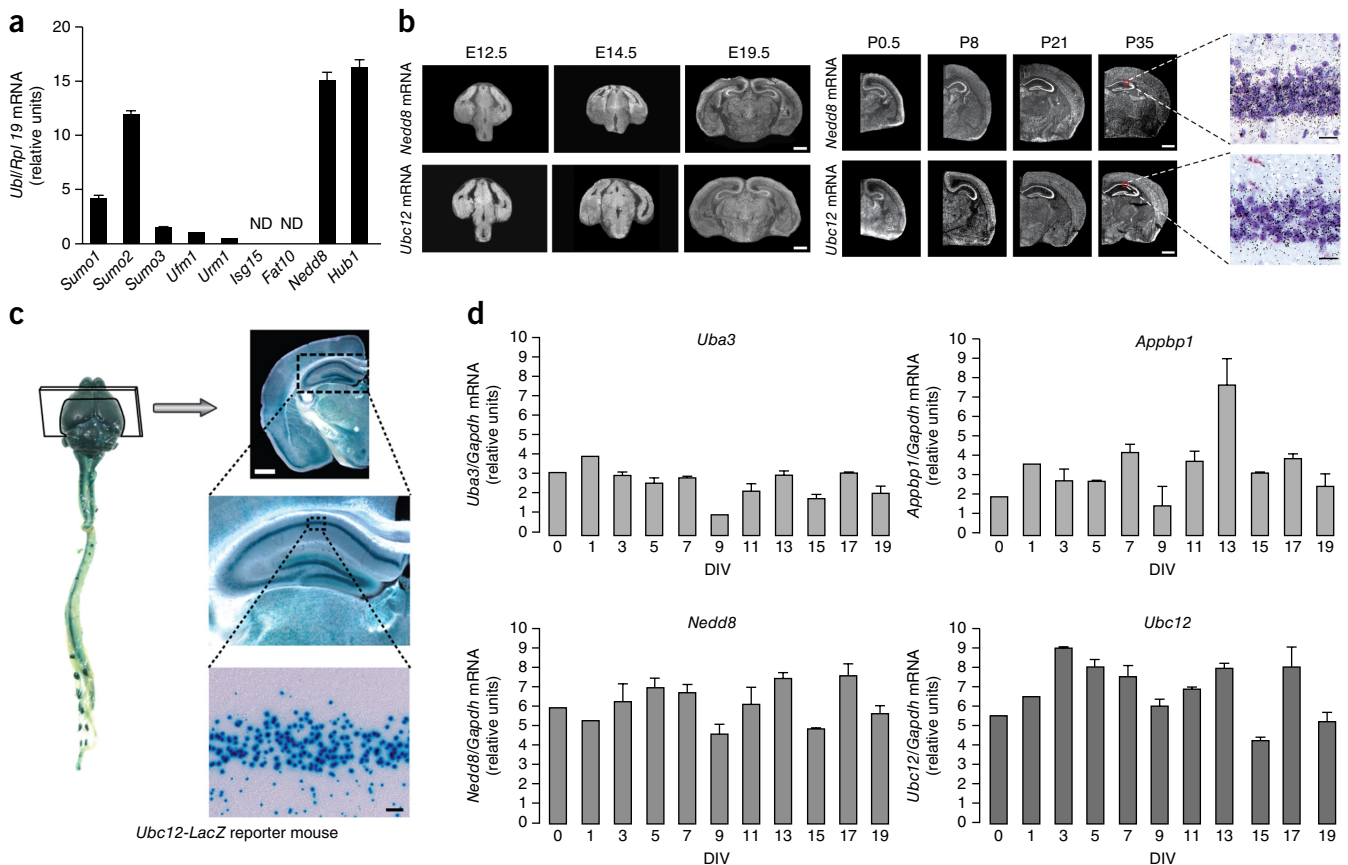 a
Ubl/Rpl 19 mRNA
(relative units)
20
15
10
5
0
ND ND
Sumo1 Sumo2 Sumo3 Ufm1 Urm1 Isg15 Fat10 Nedd8 Hub1
b
E12.5 E14.5 E19.5 P0.5 P8 P21 P35
Nedd8 mRNA
Ubc12 mRNA
c
Ubc12-LacZ reporter mouse
d
Uba3
Uba3/Gapdh mRNA
(relative units)
10
9
8
7
6
5
4
3
2
1
0
0 1 3 5 7 9 11 13 15 17 19
DIV
Appbp1
Appbp1/Gapdh mRNA
(relative units)
10
9
8
7
6
5
4
3
2
1
0
0 1 3 5 7 9 11 13 15 17 19
DIV
Nedd8
Nedd8/Gapdh mRNA
(relative units)
10
9
8
7
6
5
4
3
2
1
0
0 1 3 5 7 9 11 13 15 17 19
DIV
Ubc12
Ubc12/Gapdh mRNA
(relative units)
10
9
8
7
6
5
4
3
2
1
0
0 1 3 5 7 9 11 13 15 17 19
DIV